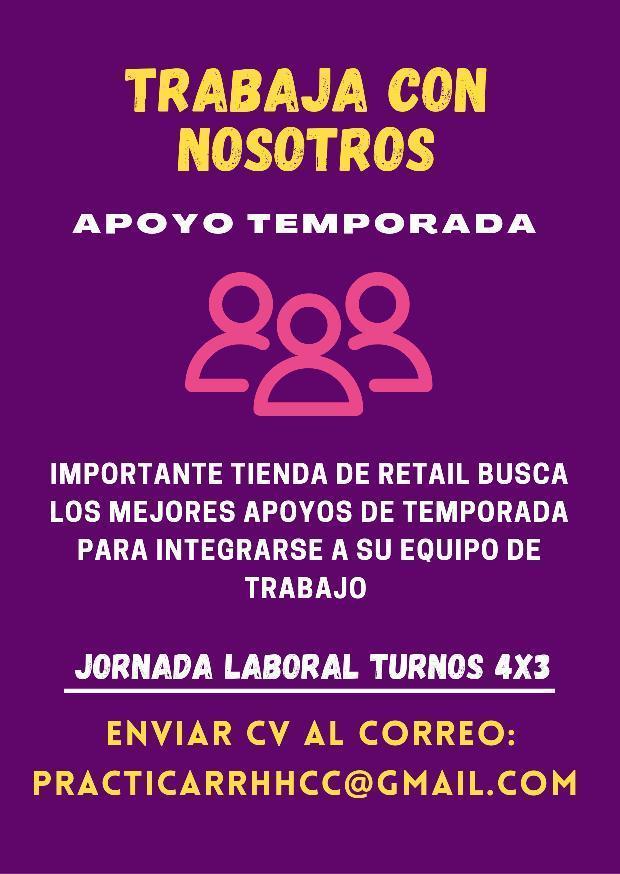 TRABAJA CON
NOSOTROS
APOYO TEMPORADA
IMPORTANTE TIENDA DE RETAIL BUSCA
LOS MEJORES APOYOS DE TEMPORADA
PARA INTEGRARSE A SU EQUIPO DE
TRABAJO
JORNADA LABORAL TURNOS 4X3
ENVIAR CV AL CORREO:
PRACTICARRHHCC@GMAIL.COM